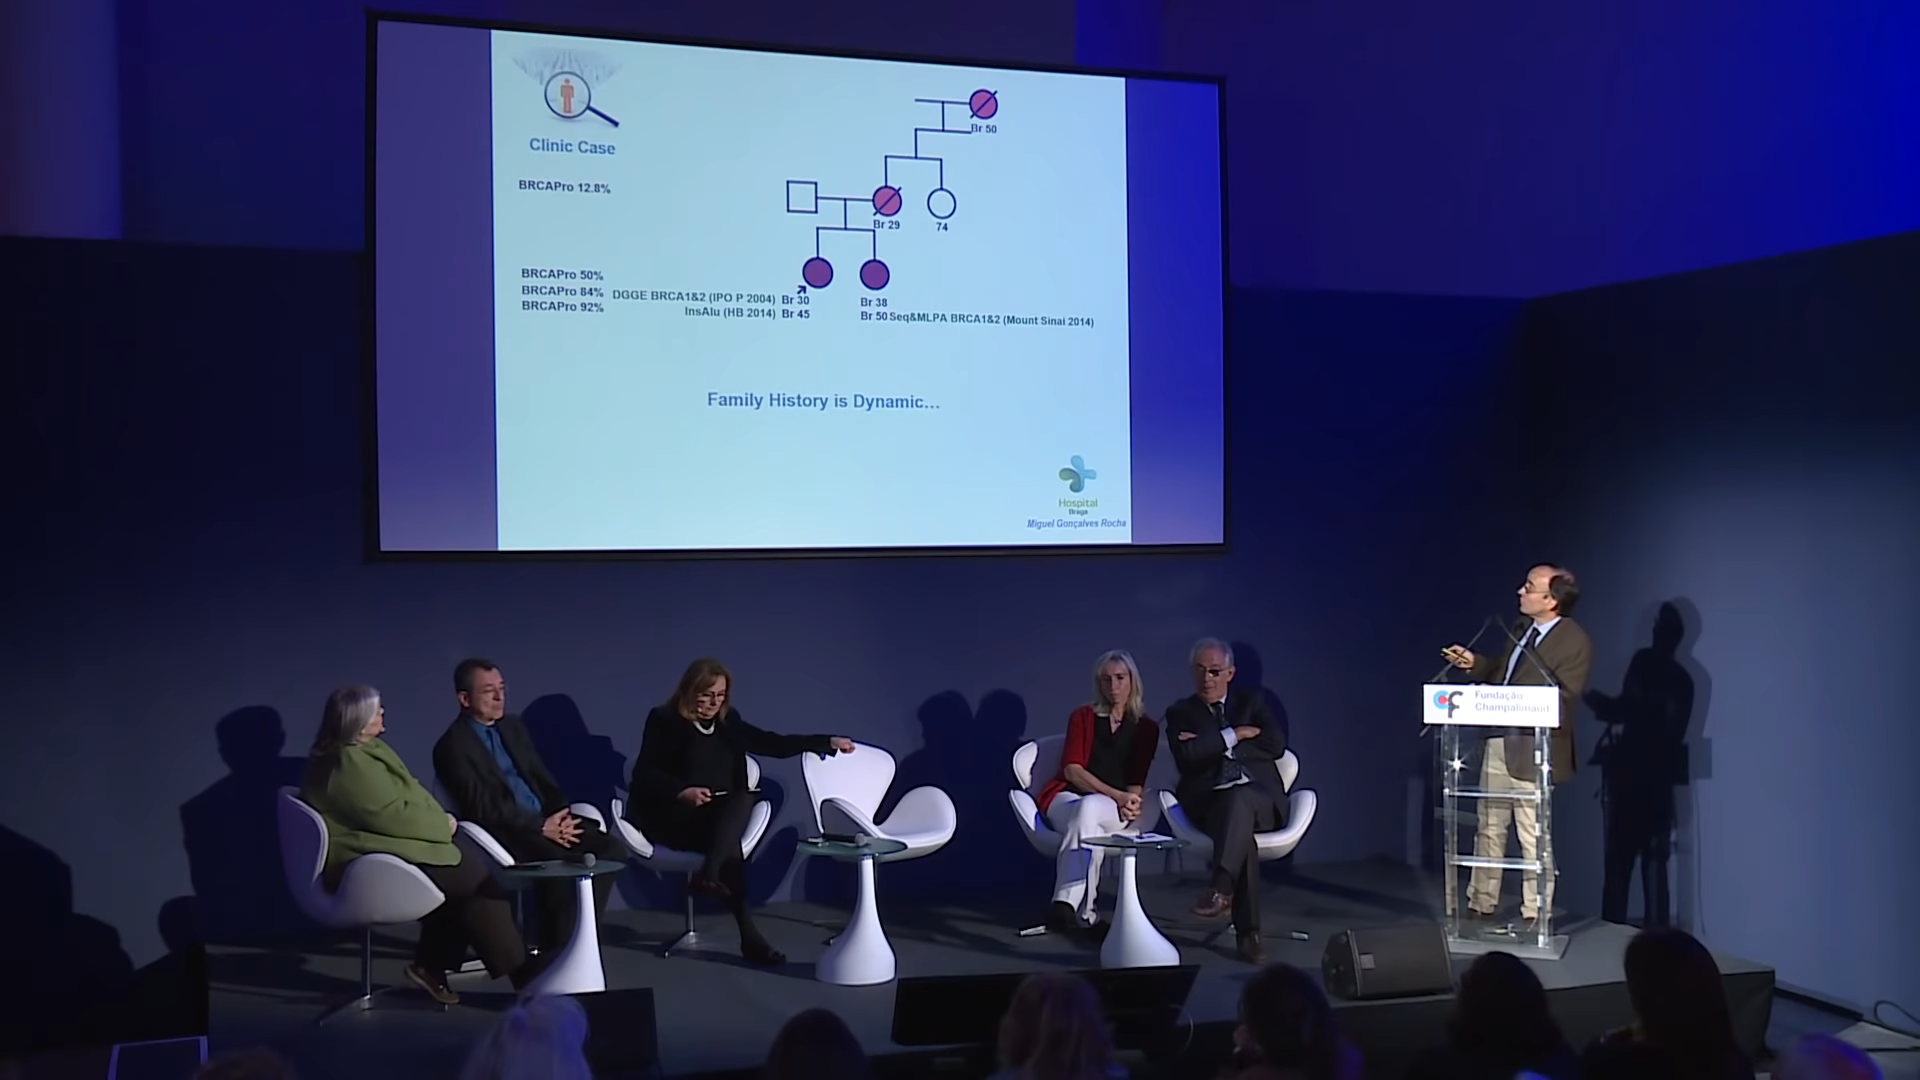 Clinic Case
BRCAPro 12.8%
Br 50
Br 29
74
BRCAPro 50%
BRCAPro 84%
BRCAPro 92%
DGGE BRCA1&2 (IPO P 2004) Br 30
InsAlu (HB 2014) Br 45
Br 38
Br 50 Seq&MLPA BRCA1&2 (Mount Sinai 2014)
Family History is Dynamic...
Hospital
Braga
Miguel Gonçalves Rocha
CF
Fundação
Champalimaud